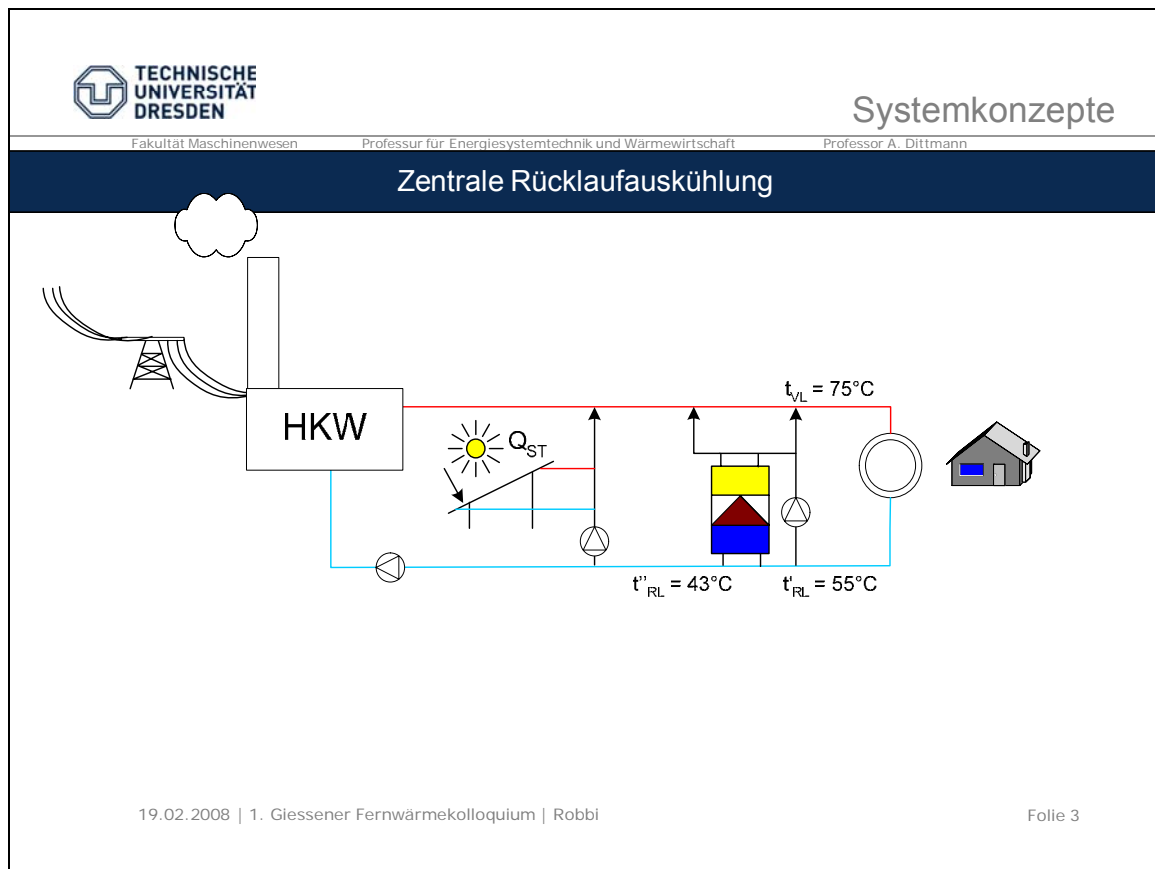 TECHNISCHE
UNIVERSITÄT
DRESDEN
Systemkonzepte
Fakultät Maschinenwesen Professur für Energiesystemtechnik und Wärmewirtschaft Professor A. Dittmann
Zentrale Rücklaufauskühlung
t_VL = 75°C
HKW
Q_ST
t''_RL = 43°C t'_RL = 55°C
19.02.2008 | 1. Giessener Fernwärmekolloquium | Robbi Folie 3